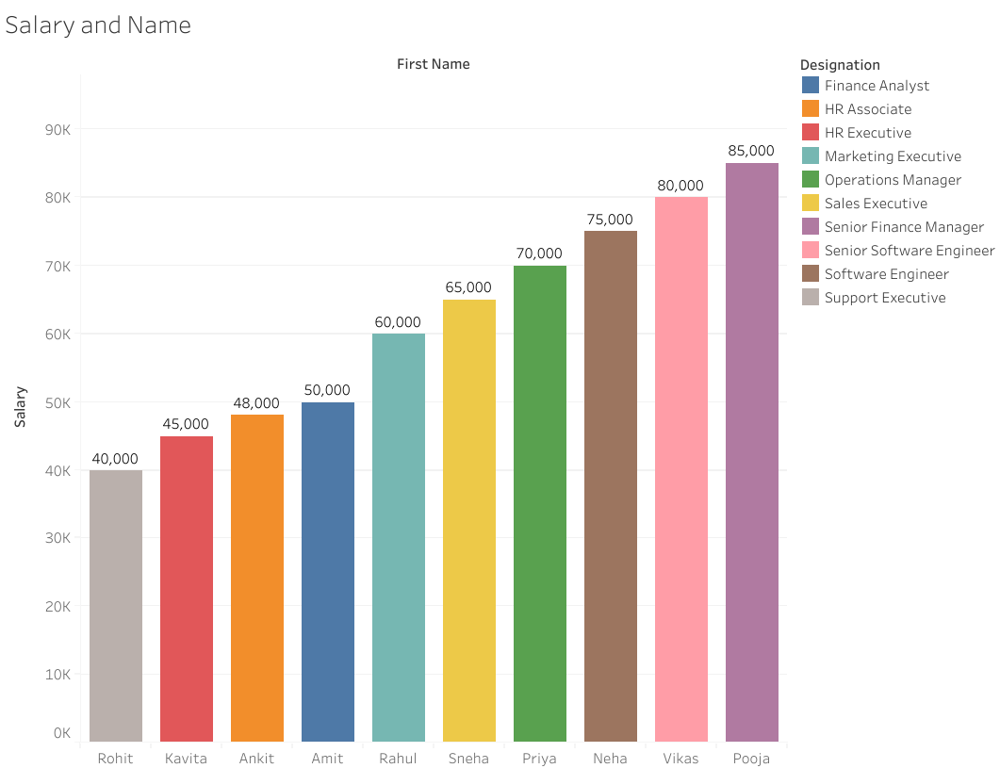 Salary and Name
First Name
Designation
Finance Analyst
HR Associate
HR Executive
Marketing Executive
Operations Manager
Sales Executive
Senior Finance Manager
Senior Software Engineer
Software Engineer
Support Executive
Salary
90K
80K
70K
60K
50K
40K
30K
20K
10K
0K
40,000
45,000
48,000
50,000
60,000
65,000
70,000
75,000
80,000
85,000
Rohit
Kavita
Ankit
Amit
Rahul
Sneha
Priya
Neha
Vikas
Pooja